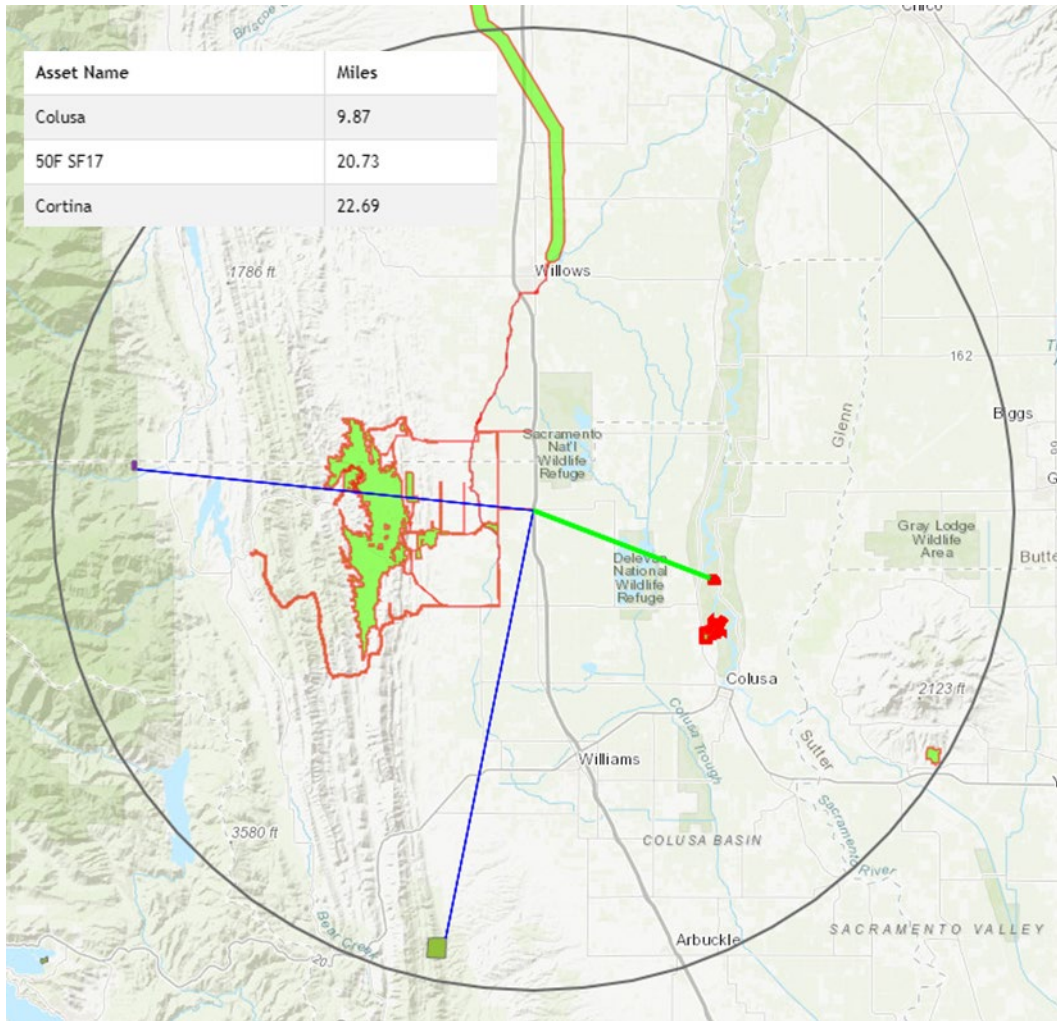 Chico
Briscoe C
Asset Name Miles
Colusa 9.87
50F SF17 20.73
Cortina 22.69
1786 ft
Willows
162
Glenn
Biggs
Sacramento
Nat'l
Wildlife
Refuge
Gray Lodge
Wildlife
Area
Butte
Delevan
National
Wildlife
Refuge
Colusa
2123 ft
Colusa Trough
Sutter
Williams
Sacramento River
3580 ft
COLUSA BASIN
Bear Creek
20
Arbuckle
SACRAMENTO VALLEY